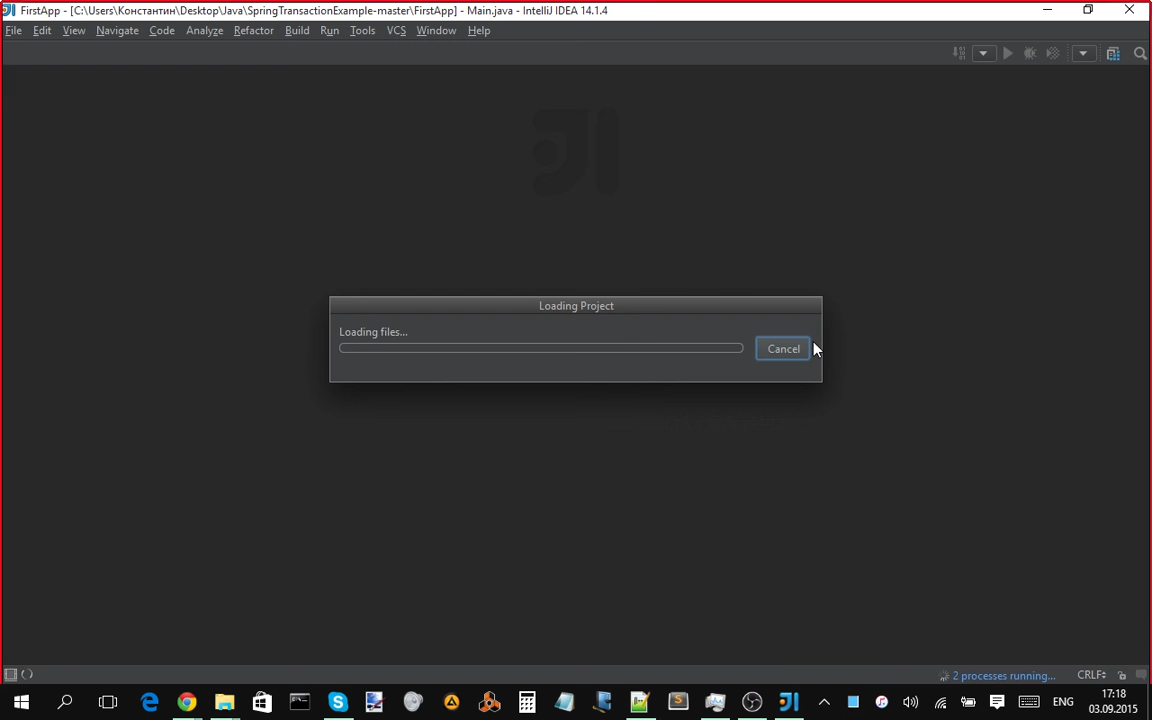 FirstApp - [C:\Users\Константин\Desktop\Java\SpringTransactionExample-master\FirstApp] - Main.java - IntelliJ IDEA 14.1.4
File Edit View Navigate Code Analyze Refactor Build Run Tools VCS Window Help
Loading Project
Loading files...
Cancel
2 processes running...
CRLF
ENG
17:18
03.09.2015